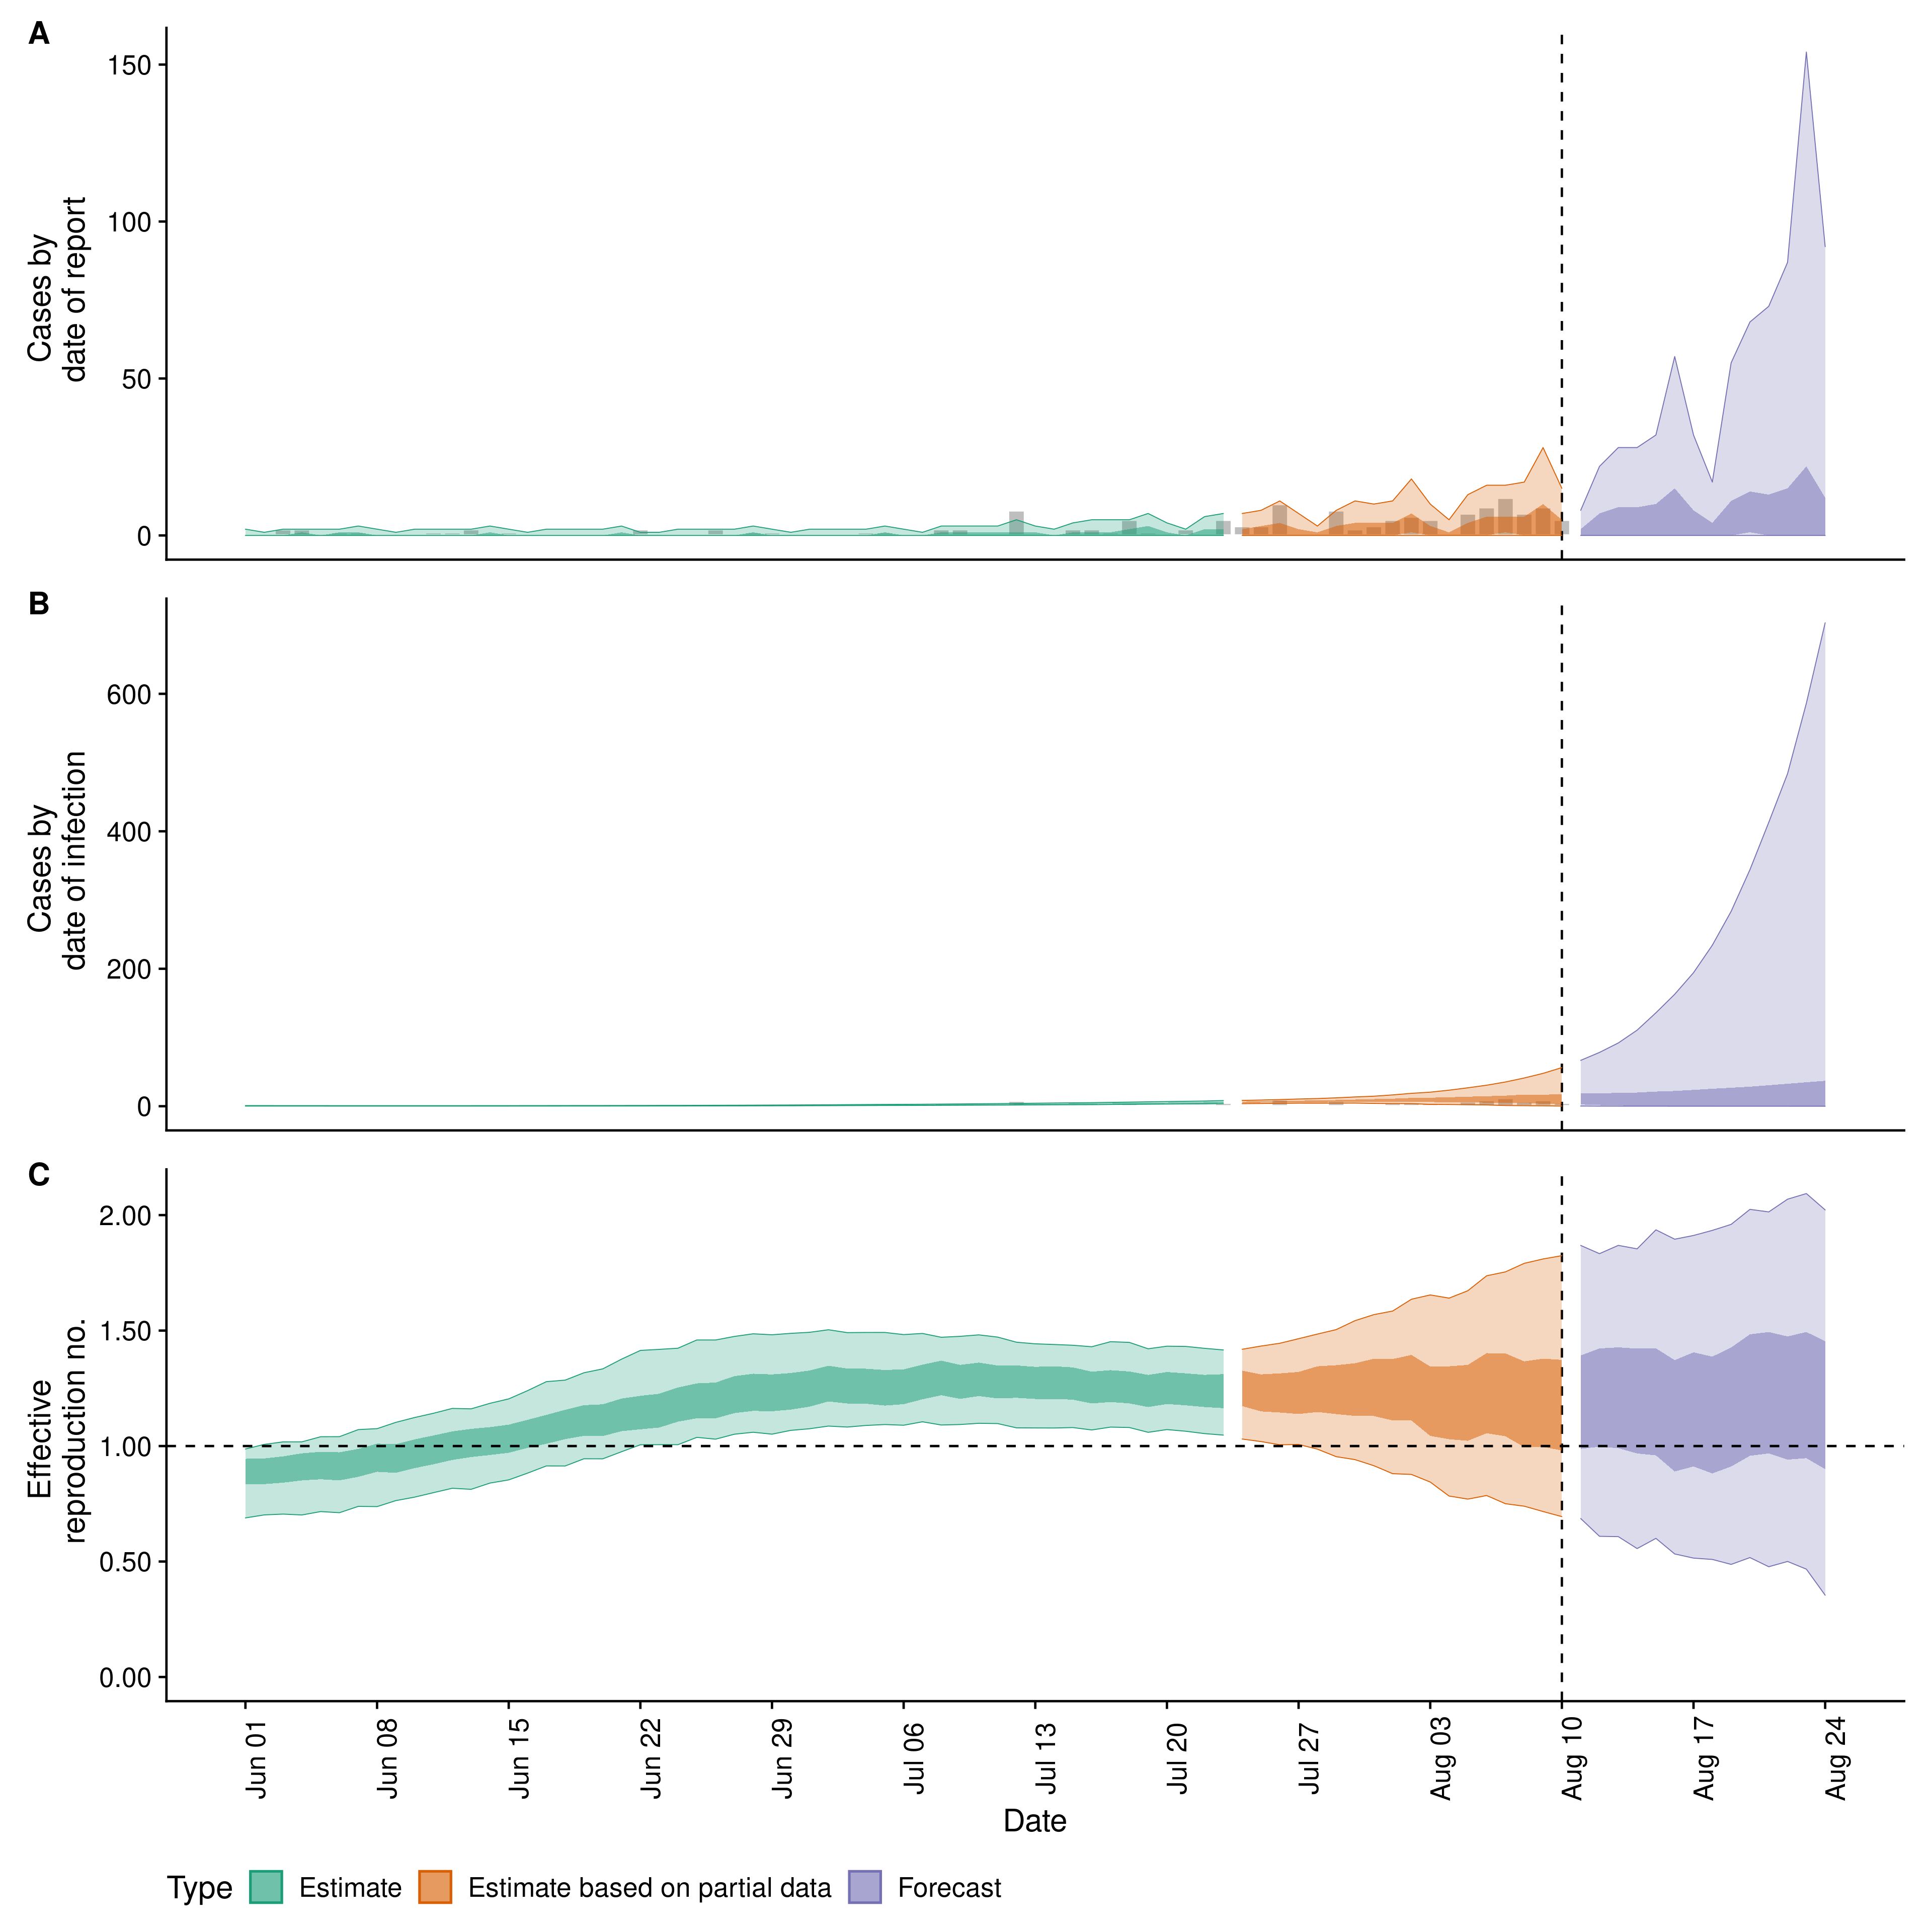 A
Cases by
date of report
150
100
50
0
B
Cases by
date of infection
600
400
200
0
C
Effective
reproduction no.
2.00
1.50
1.00
0.50
0.00
Jun 01
Jun 08
Jun 15
Jun 22
Jun 29
Jul 06
Jul 13
Jul 20
Jul 27
Aug 03
Aug 10
Aug 17
Aug 24
Date
Type Estimate Estimate based on partial data Forecast